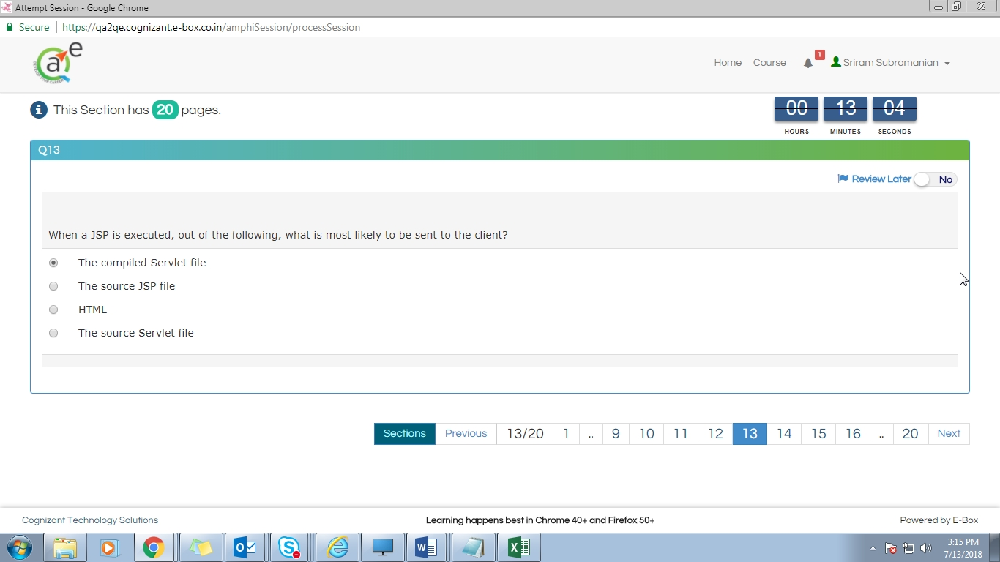 Attempt Session - Google Chrome
Secure | https://qa2qe.cognizant.e-box.co.in/amphiSession/processSession
a e
Home Course 1 Sriram Subramanian
i This Section has 20 pages.
00 13 04
HOURS MINUTES SECONDS
Q13
Review Later No
When a JSP is executed, out of the following, what is most likely to be sent to the client?
The compiled Servlet file
The source JSP file
HTML
The source Servlet file
Sections Previous 13/20 1 .. 9 10 11 12 13 14 15 16 .. 20 Next
Cognizant Technology Solutions Learning happens best in Chrome 40+ and Firefox 50+ Powered by E-Box
3:15 PM
7/13/2018